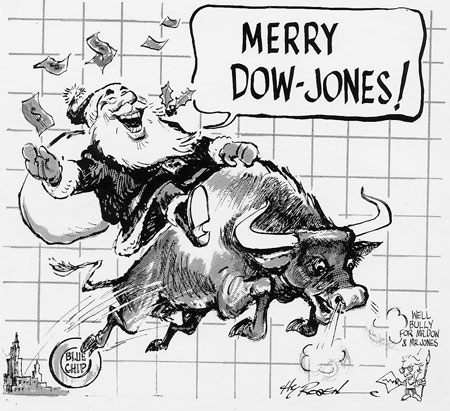 MERRY
DOW-JONES!
$
$
$
BLUE
CHIP
WELL
BULLY
FOR MR. DOW
& MR. JONES
HY ROSEN